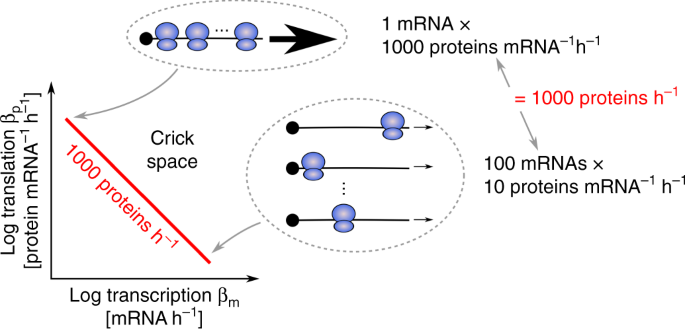 1 mRNA ×
1000 proteins mRNA⁻¹h⁻¹
= 1000 proteins h⁻¹
100 mRNAs ×
10 proteins mRNA⁻¹ h⁻¹
...
...
Crick
space
1000 proteins h⁻¹
Log translation βₚ
[protein mRNA⁻¹ h⁻¹]
Log transcription βₘ
[mRNA h⁻¹]